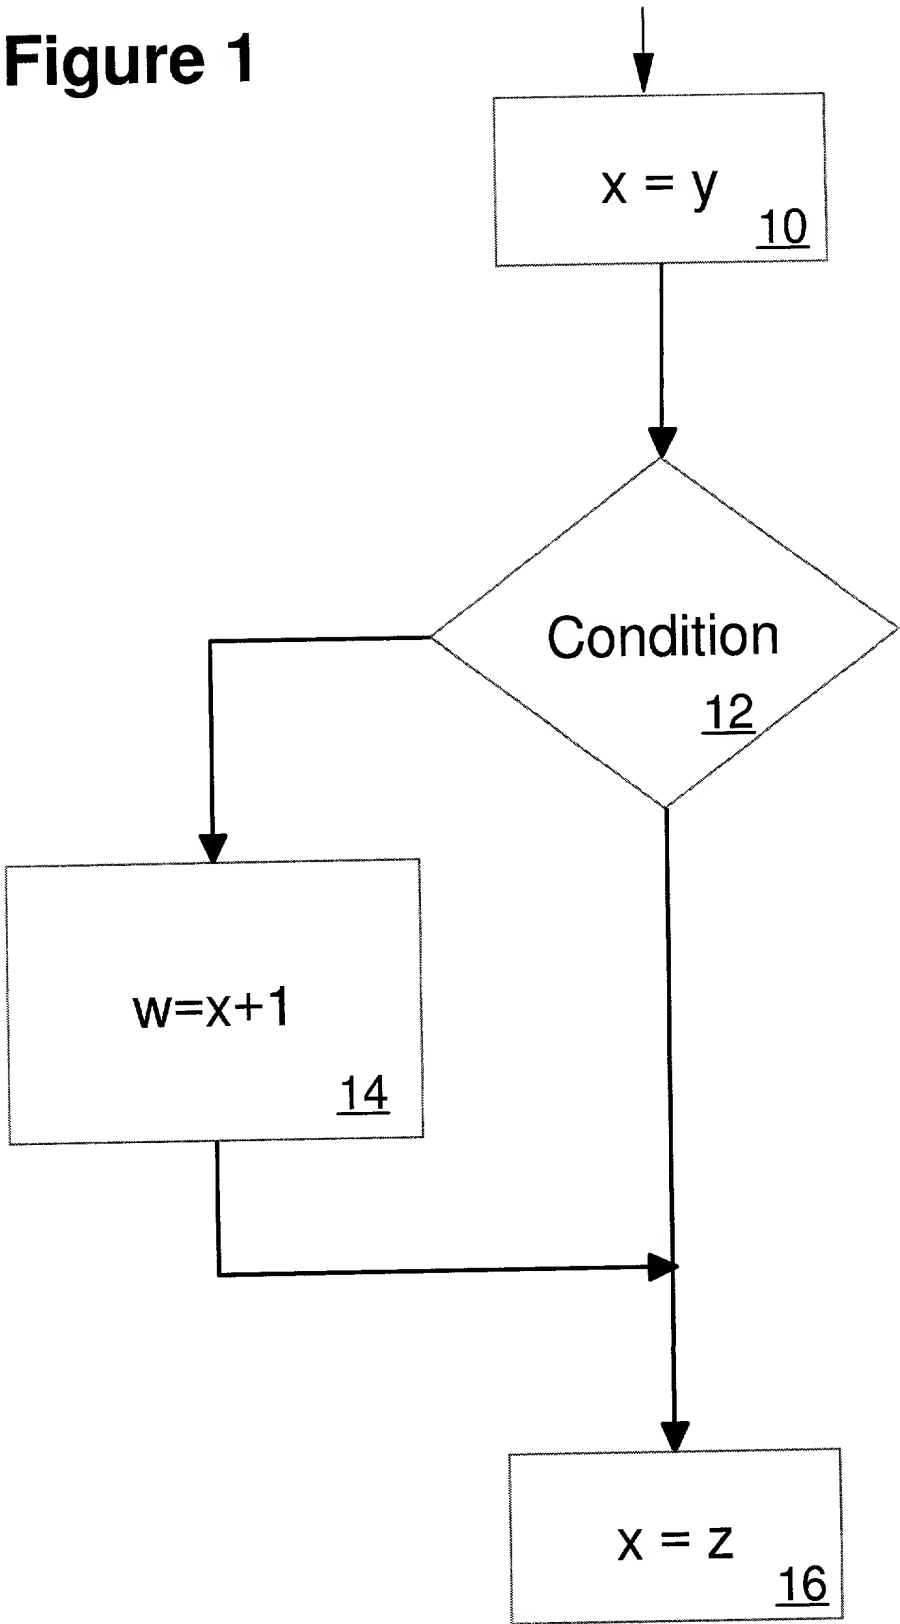 Figure 1
x = y
10
Condition
12
w=x+1
14
x = z
16